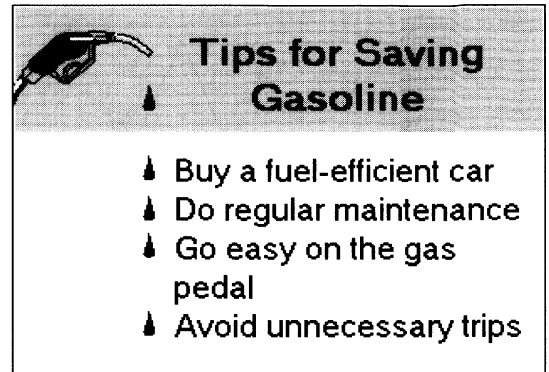 Tips for Saving
Gasoline
Buy a fuel-efficient car
Do regular maintenance
Go easy on the gas
pedal
Avoid unnecessary trips